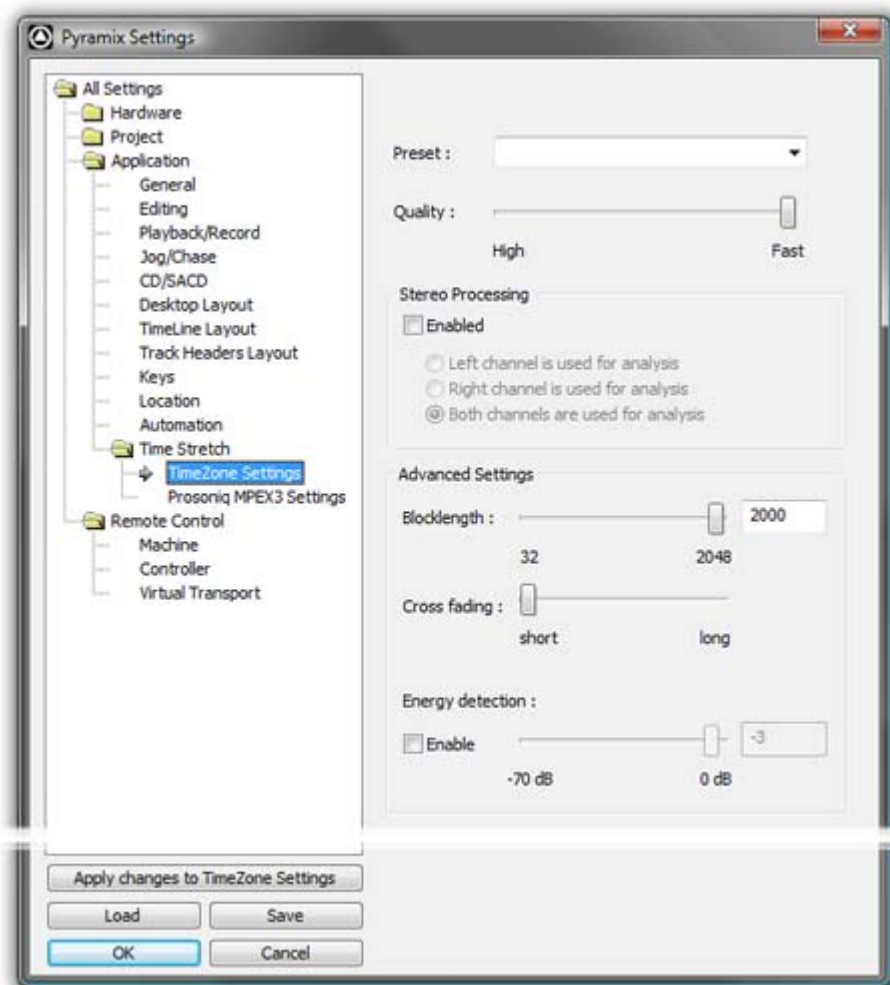 Pyramix Settings
All Settings
Hardware
Project
Application
General
Editing
Playback/Record
Jog/Chase
CD/SACD
Desktop Layout
TimeLine Layout
Track Headers Layout
Keys
Location
Automation
Time Stretch
TimeZone Settings
Prosoniq MPEX3 Settings
Remote Control
Machine
Controller
Virtual Transport
Apply changes to TimeZone Settings
Load Save
OK Cancel
Preset :
Quality :
High Fast
Stereo Processing
Enabled
Left channel is used for analysis
Right channel is used for analysis
Both channels are used for analysis
Advanced Settings
Blocklength : 2000
32 2048
Cross fading :
short long
Energy detection :
Enable -3
-70 dB 0 dB